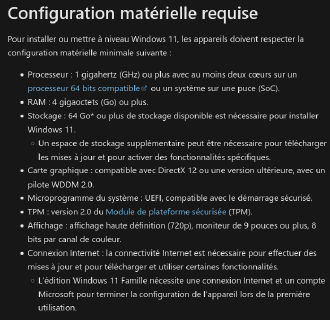 Configuration matérielle requise
Pour installer ou mettre à niveau Windows 11, les appareils doivent respecter la
configuration matérielle minimale suivante :
• Processeur : 1 gigahertz (GHz) ou plus avec au moins deux cœurs sur un
processeur 64 bits compatible ou un système sur une puce (SoC).
• RAM : 4 gigaoctets (Go) ou plus.
• Stockage : 64 Go* ou plus de stockage disponible est nécessaire pour installer
Windows 11.
○ Un espace de stockage supplémentaire peut être nécessaire pour télécharger
les mises à jour et pour activer des fonctionnalités spécifiques.
• Carte graphique : compatible avec DirectX 12 ou une version ultérieure, avec un
pilote WDDM 2.0.
• Microprogramme du système : UEFI, compatible avec le démarrage sécurisé.
• TPM : version 2.0 du Module de plateforme sécurisée (TPM).
• Affichage : affichage haute définition (720p), moniteur de 9 pouces ou plus, 8
bits par canal de couleur.
• Connexion Internet : la connectivité Internet est nécessaire pour effectuer des
mises à jour et pour télécharger et utiliser certaines fonctionnalités.
○ L'édition Windows 11 Famille nécessite une connexion Internet et un compte
Microsoft pour terminer la configuration de l'appareil lors de la première
utilisation.